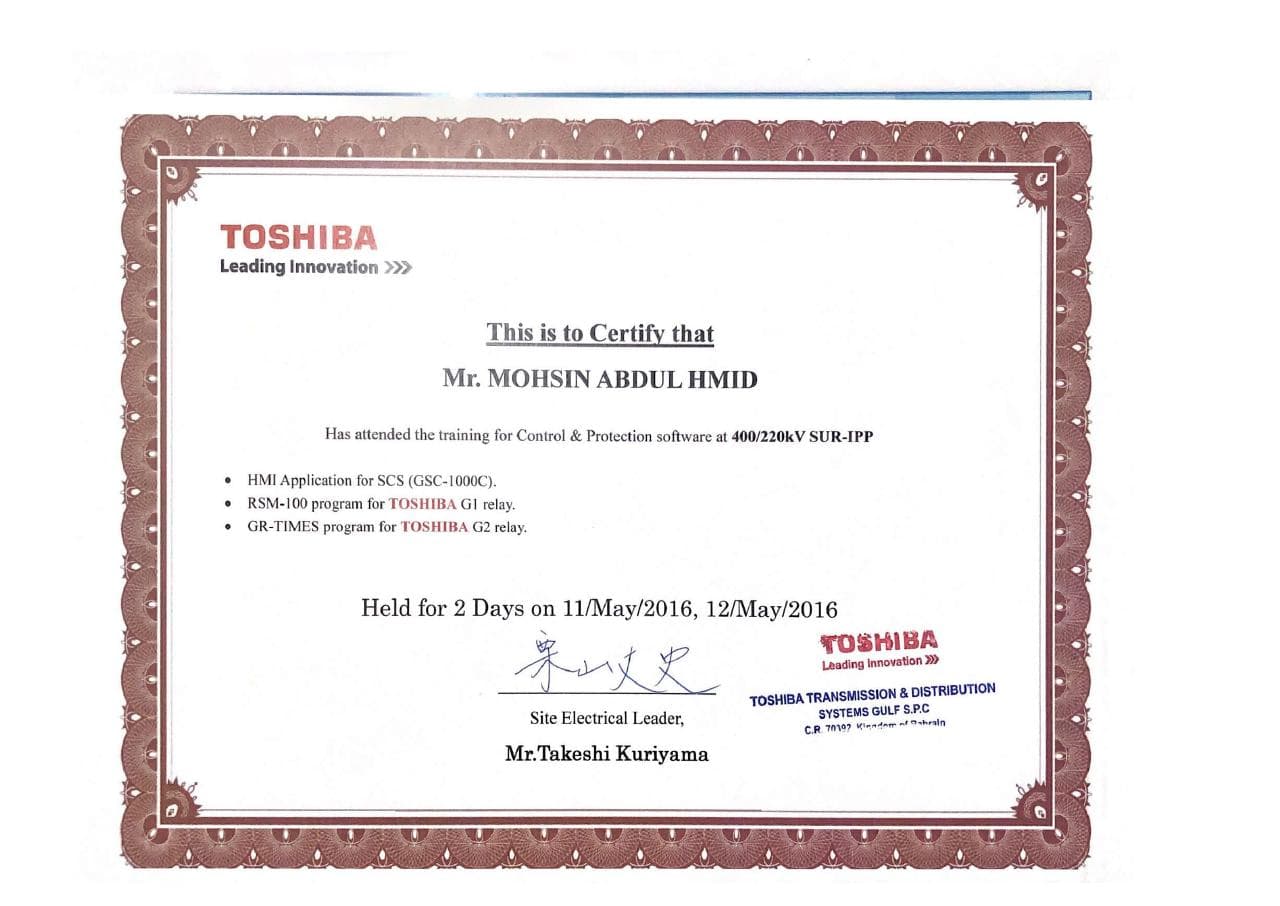 TOSHIBA
Leading Innovation >>>
This is to Certify that
Mr. MOHSIN ABDUL HMID
Has attended the training for Control & Protection software at 400/220kV SUR-IPP
• HMI Application for SCS (GSC-1000C).
• RSM-100 program for TOSHIBA G1 relay.
• GR-TIMES program for TOSHIBA G2 relay.
Held for 2 Days on 11/May/2016, 12/May/2016
栗山丈史
TOSHIBA
Leading Innovation >>>
TOSHIBA TRANSMISSION & DISTRIBUTION
SYSTEMS GULF S.P.C
C.R. Kingdom of Bahrain
Site Electrical Leader,
Mr.Takeshi Kuriyama